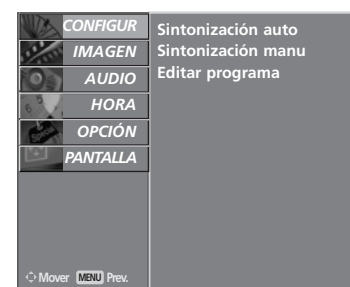 CONFIGUR
IMAGEN
AUDIO
HORA
OPCIÓN
PANTALLA
Sintonización auto
Sintonización manu
Editar programa
Mover MENU Prev.